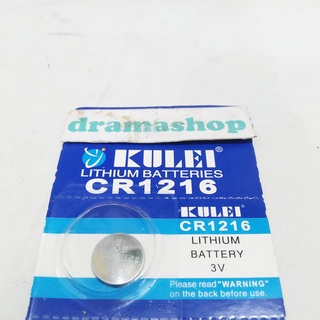 dramashop
KULEI
LITHIUM BATTERIES
CR1216
KULEI
CR1216
LITHIUM
BATTERY
3V
Please read "WARNING"
on the back before use.